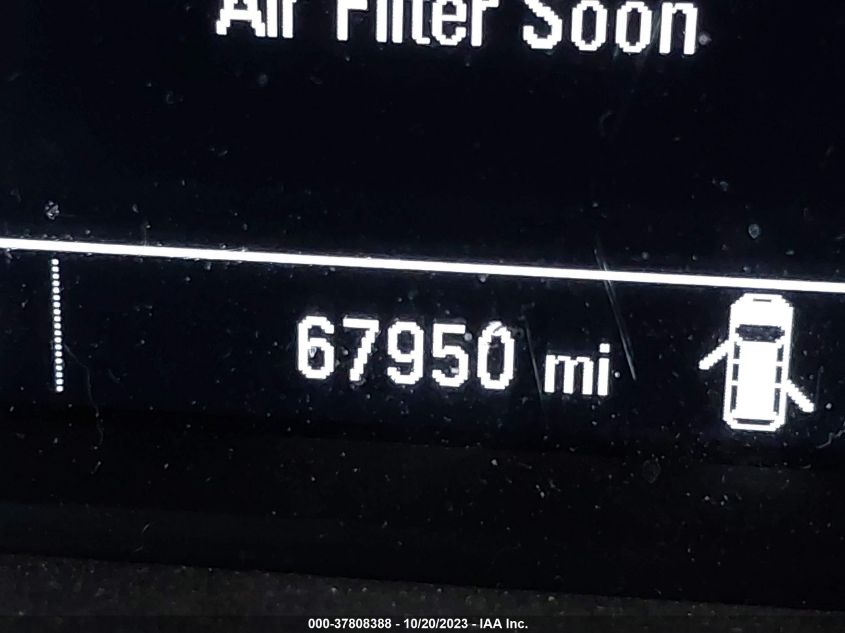 Air Filter Soon
67950 mi
000-37808388 - 10/20/2023 - IAA Inc.